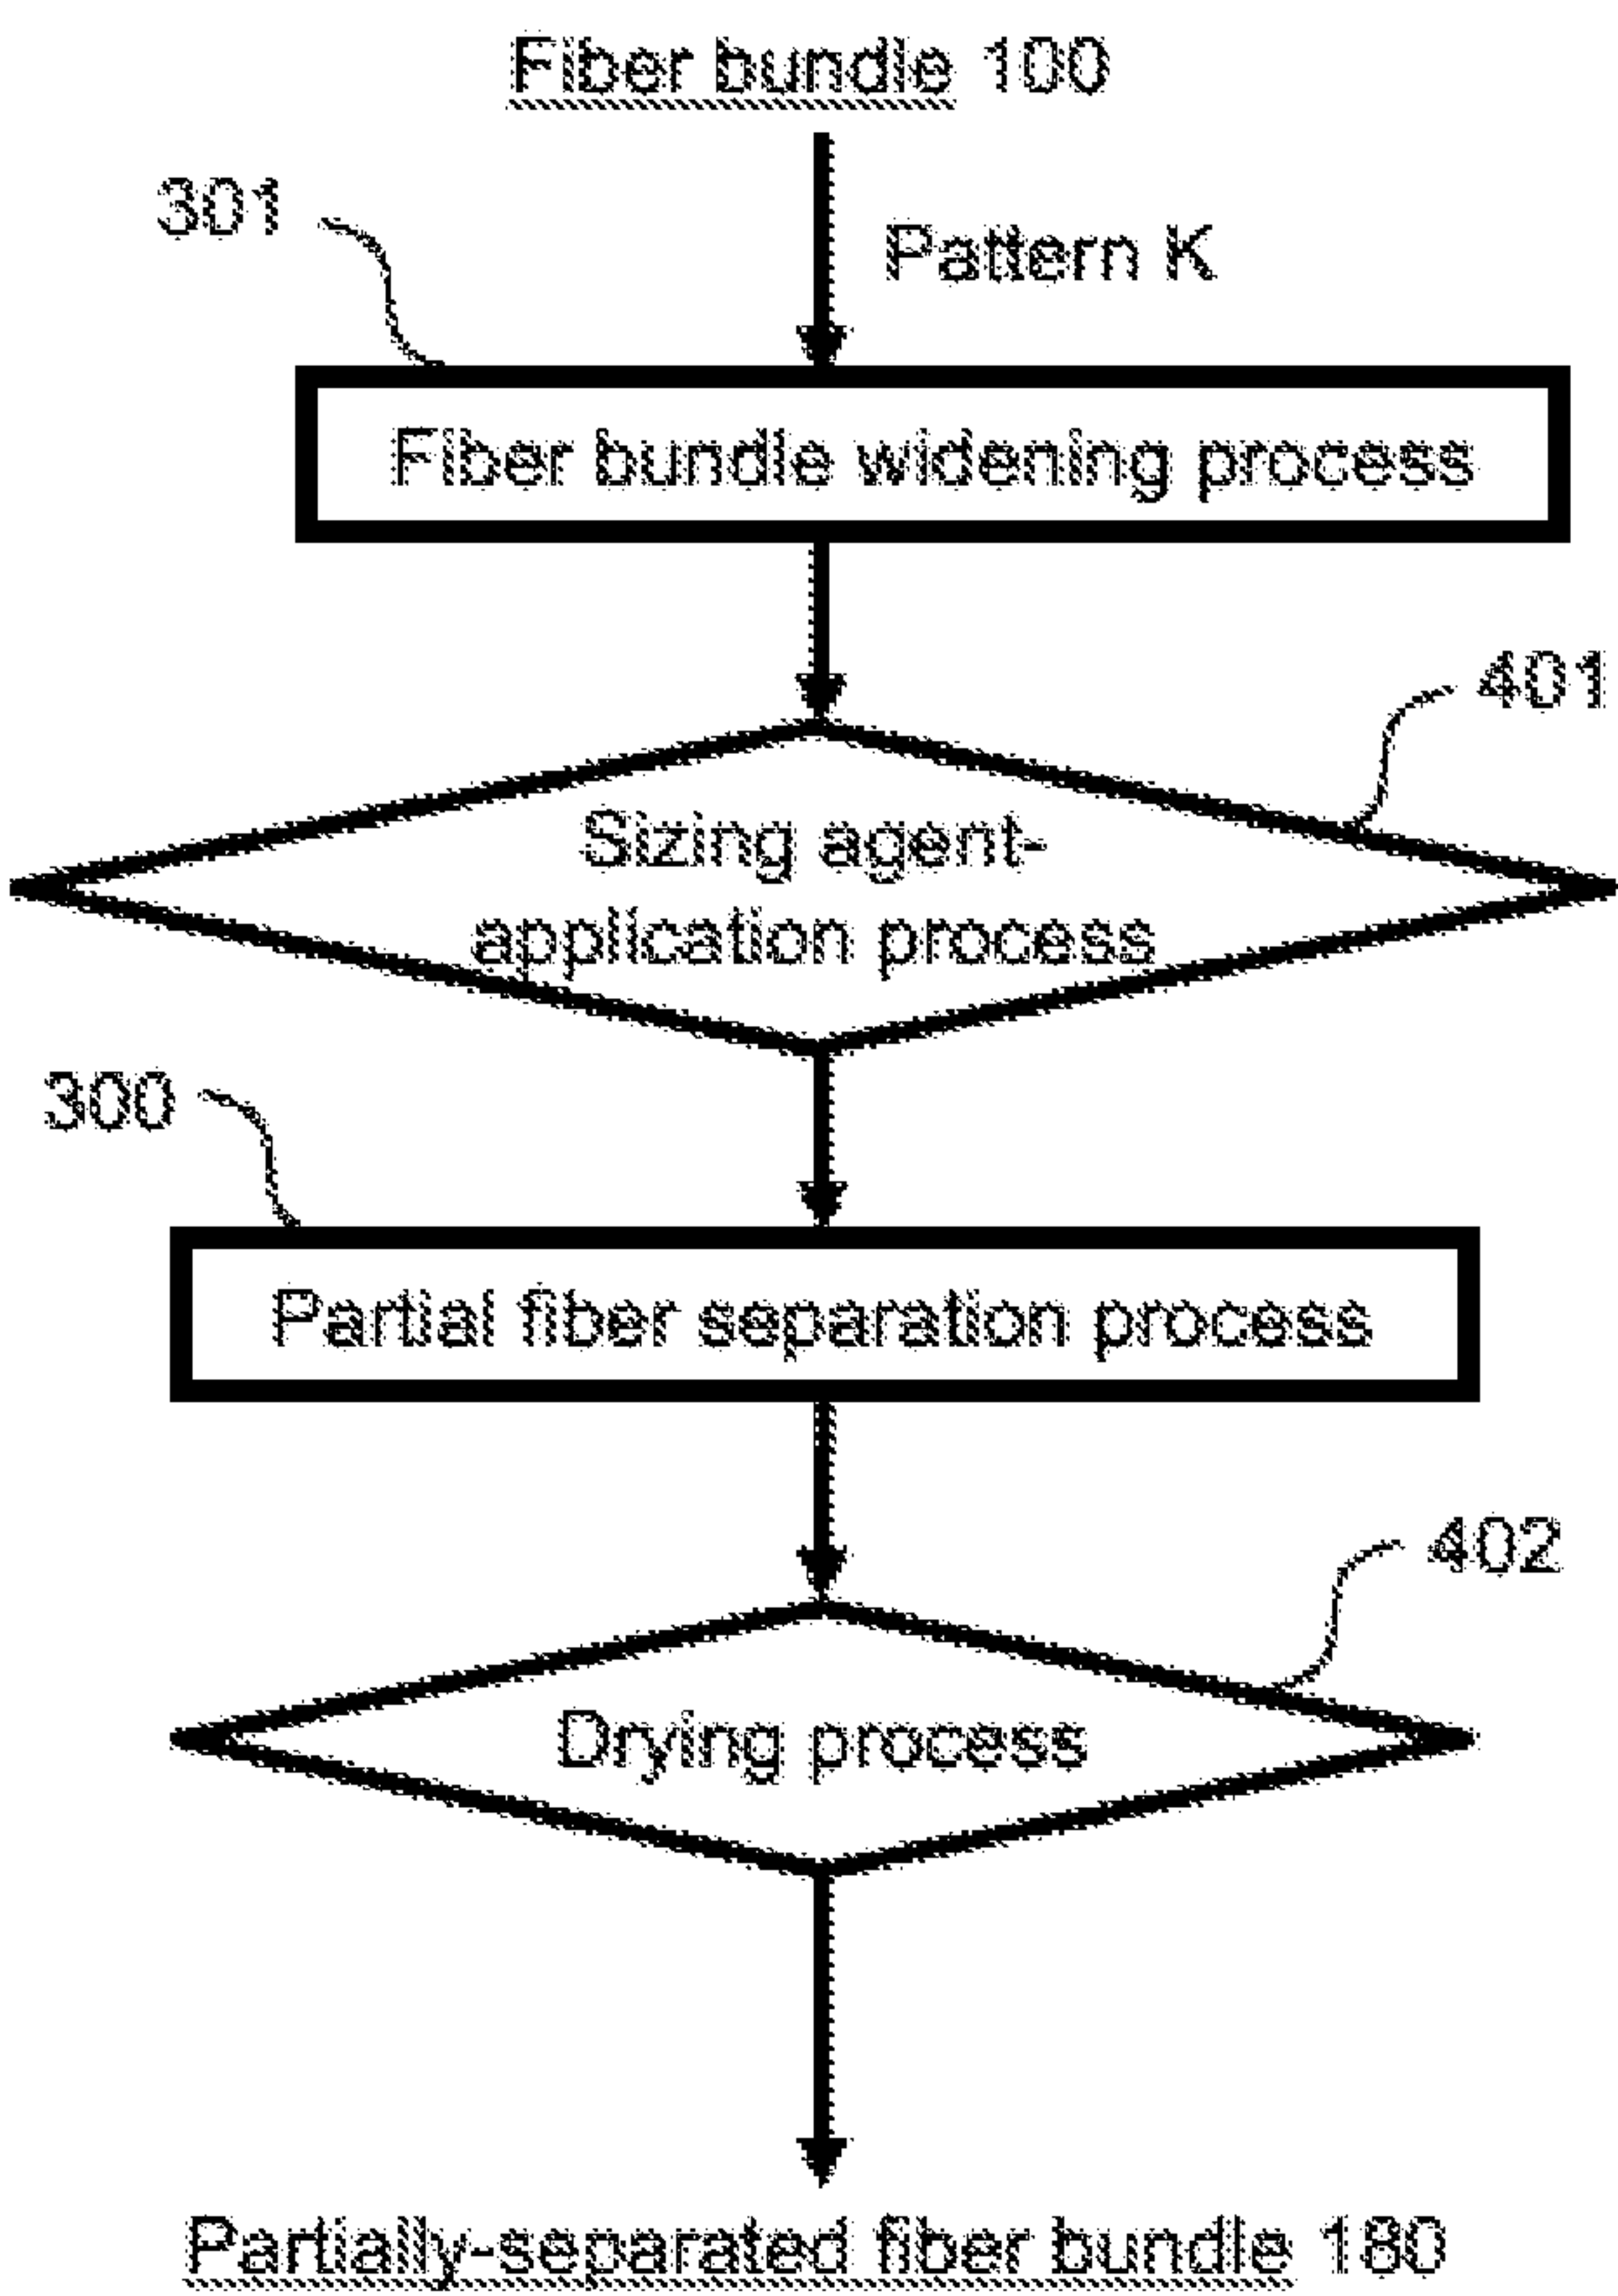 Fiber bundle 100
301
Pattern K
Fiber bundle widening process
401
Sizing agent-
application process
300
Partial fiber separation process
402
Drying process
Partially-separated fiber bundle 180